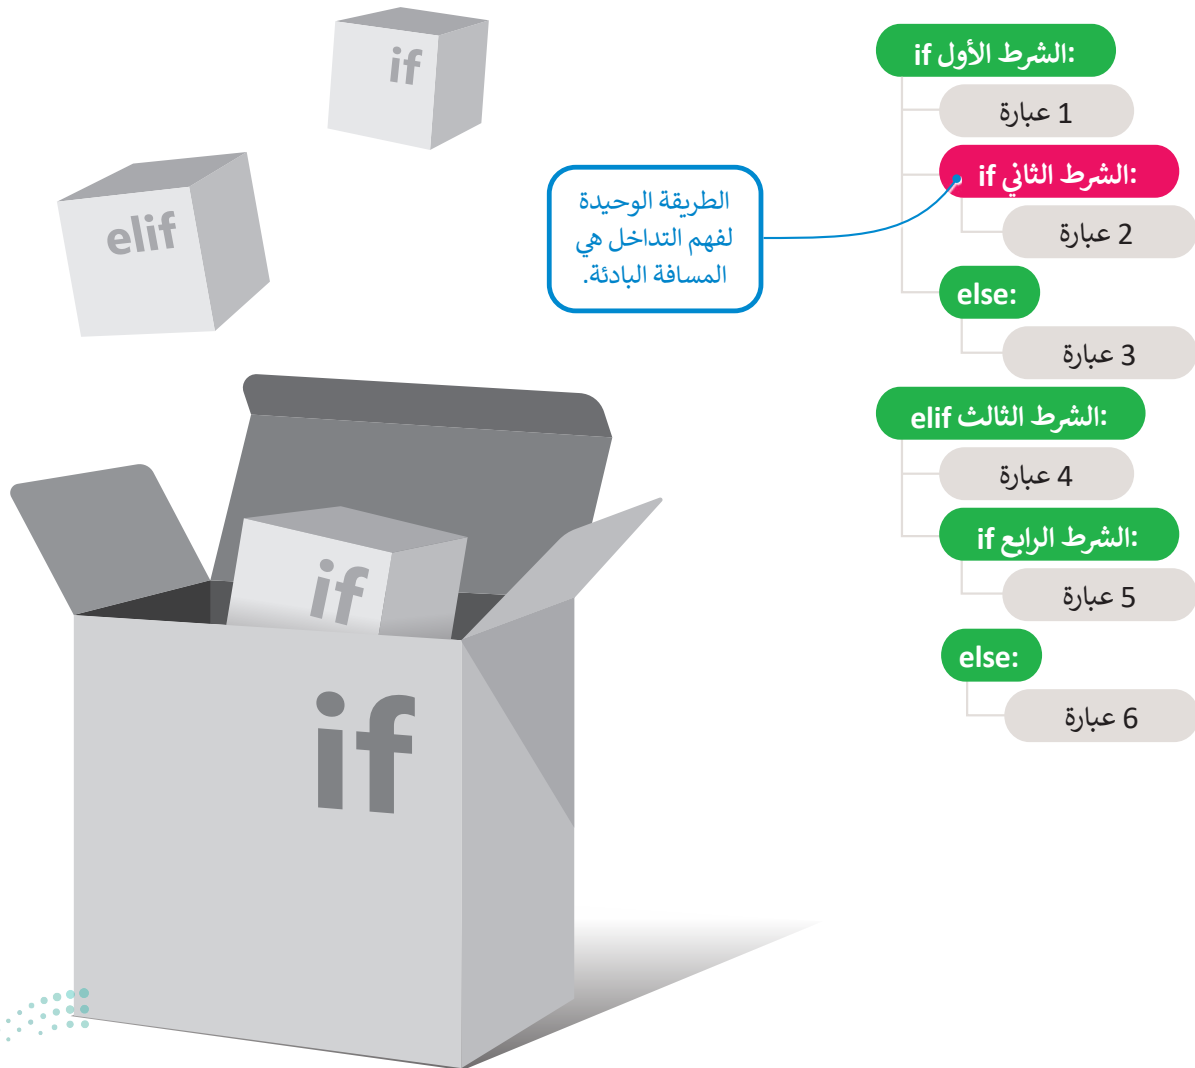 if
elif
if
if
الطريقة الوحيدة
لفهم التداخل هي
المسافة البادئة.
if الشرط الأول:
عبارة 1
if الشرط الثاني:
عبارة 2
else:
عبارة 3
elif الشرط الثالث:
عبارة 4
if الشرط الرابع:
عبارة 5
else:
عبارة 6